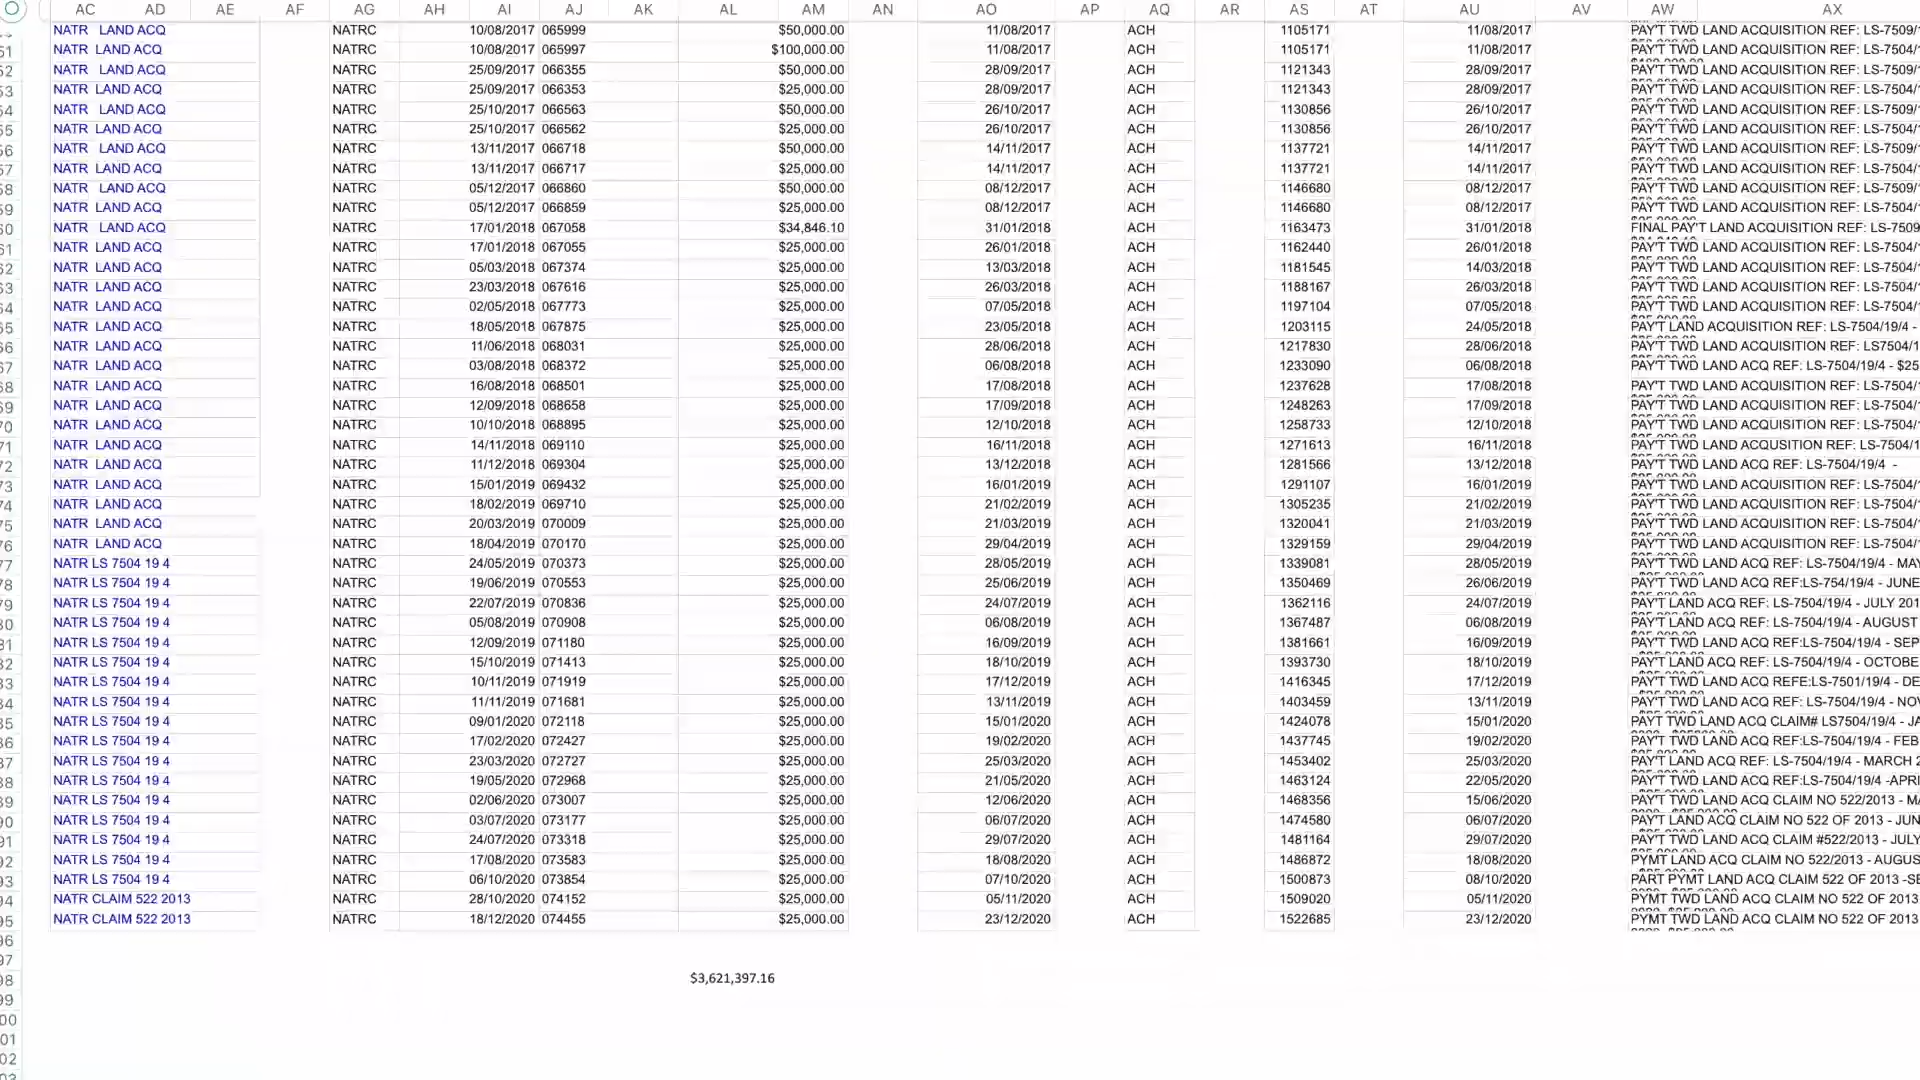 AC AD AE AF AG AH AI AJ AK AL AM AN AO AP AQ AR AS AT AU AV AW AX
NATR LAND ACQ NATRC 10/08/2017 065999 $50,000.00 11/08/2017 ACH 1105171 11/08/2017 PAY'T TWD LAND ACQUISITION REF: LS-7509/
51 NATR LAND ACQ NATRC 10/08/2017 065997 $100,000.00 11/08/2017 ACH 1105171 11/08/2017 PAY'T TWD LAND ACQUISITION REF: LS-7504/
52 NATR LAND ACQ NATRC 25/09/2017 066355 $50,000.00 28/09/2017 ACH 1121343 28/09/2017 PAY'T TWD LAND ACQUISITION REF: LS-7509/
53 NATR LAND ACQ NATRC 25/09/2017 066353 $25,000.00 28/09/2017 ACH 1121343 28/09/2017 PAY'T TWD LAND ACQUISITION REF: LS-7504/
54 NATR LAND ACQ NATRC 25/10/2017 066563 $50,000.00 26/10/2017 ACH 1130856 26/10/2017 PAY'T TWD LAND ACQUISITION REF: LS-7509/
55 NATR LAND ACQ NATRC 25/10/2017 066562 $25,000.00 26/10/2017 ACH 1130856 26/10/2017 PAY'T TWD LAND ACQUISITION REF: LS-7504/
56 NATR LAND ACQ NATRC 13/11/2017 066718 $50,000.00 14/11/2017 ACH 1137721 14/11/2017 PAY'T TWD LAND ACQUISITION REF: LS-7509/
57 NATR LAND ACQ NATRC 13/11/2017 066717 $25,000.00 14/11/2017 ACH 1137721 14/11/2017 PAY'T TWD LAND ACQUISITION REF: LS-7504/
58 NATR LAND ACQ NATRC 05/12/2017 066860 $50,000.00 08/12/2017 ACH 1146680 08/12/2017 PAY'T TWD LAND ACQUISITION REF: LS-7509/
59 NATR LAND ACQ NATRC 05/12/2017 066859 $25,000.00 08/12/2017 ACH 1146680 08/12/2017 PAY'T TWD LAND ACQUISITION REF: LS-7504/
60 NATR LAND ACQ NATRC 17/01/2018 067058 $34,846.10 31/01/2018 ACH 1163473 31/01/2018 FINAL PAY'T LAND ACQUISITION REF: LS-7509
61 NATR LAND ACQ NATRC 17/01/2018 067055 $25,000.00 26/01/2018 ACH 1162440 26/01/2018 PAY'T TWD LAND ACQUISITION REF: LS-7504/
62 NATR LAND ACQ NATRC 05/03/2018 067374 $25,000.00 13/03/2018 ACH 1181545 14/03/2018 PAY'T TWD LAND ACQUISITION REF: LS-7504/
63 NATR LAND ACQ NATRC 23/03/2018 067616 $25,000.00 26/03/2018 ACH 1188167 26/03/2018 PAY'T TWD LAND ACQUISITION REF: LS-7504/
64 NATR LAND ACQ NATRC 02/05/2018 067773 $25,000.00 07/05/2018 ACH 1197104 07/05/2018 PAY'T TWD LAND ACQUISITION REF: LS-7504/
65 NATR LAND ACQ NATRC 18/05/2018 067875 $25,000.00 23/05/2018 ACH 1203115 24/05/2018 PAY'T LAND ACQUISITION REF: LS-7504/19/4 -
66 NATR LAND ACQ NATRC 11/06/2018 068031 $25,000.00 28/06/2018 ACH 1217830 28/06/2018 PAY'T TWD LAND ACQUISITION REF: LS7504/1
67 NATR LAND ACQ NATRC 03/08/2018 068372 $25,000.00 06/08/2018 ACH 1233090 06/08/2018 PAY'T TWD LAND ACQ REF: LS-7504/19/4 - $25
68 NATR LAND ACQ NATRC 16/08/2018 068501 $25,000.00 17/08/2018 ACH 1237628 17/08/2018 PAY'T TWD LAND ACQUISITION REF: LS-7504/
69 NATR LAND ACQ NATRC 12/09/2018 068658 $25,000.00 17/09/2018 ACH 1248263 17/09/2018 PAY'T TWD LAND ACQUISITION REF: LS-7504/
70 NATR LAND ACQ NATRC 10/10/2018 068895 $25,000.00 12/10/2018 ACH 1258733 12/10/2018 PAY'T TWD LAND ACQUISITION REF: LS-7504/
71 NATR LAND ACQ NATRC 14/11/2018 069110 $25,000.00 16/11/2018 ACH 1271613 16/11/2018 PAY'T TWD LAND ACQUSITION REF: LS-7504/1
72 NATR LAND ACQ NATRC 11/12/2018 069304 $25,000.00 13/12/2018 ACH 1281566 13/12/2018 PAY'T TWD LAND ACQ REF: LS-7504/19/4 -
73 NATR LAND ACQ NATRC 15/01/2019 069432 $25,000.00 16/01/2019 ACH 1291107 16/01/2019 PAY'T TWD LAND ACQUISITION REF: LS-7504/
74 NATR LAND ACQ NATRC 18/02/2019 069710 $25,000.00 21/02/2019 ACH 1305235 21/02/2019 PAY'T TWD LAND ACQUISITION REF: LS-7504/
75 NATR LAND ACQ NATRC 20/03/2019 070009 $25,000.00 21/03/2019 ACH 1320041 21/03/2019 PAY'T TWD LAND ACQUISITION REF: LS-7504/
76 NATR LAND ACQ NATRC 18/04/2019 070170 $25,000.00 29/04/2019 ACH 1329159 29/04/2019 PAY'T TWD LAND ACQUISITION REF: LS-7504/
77 NATR LS 7504 19 4 NATRC 24/05/2019 070373 $25,000.00 28/05/2019 ACH 1339081 28/05/2019 PAY'T TWD LAND ACQ REF: LS-7504/19/4 - MAY
78 NATR LS 7504 19 4 NATRC 19/06/2019 070553 $25,000.00 25/06/2019 ACH 1350469 26/06/2019 PAY'T TWD LAND ACQ REF:LS-754/19/4 - JUNE
79 NATR LS 7504 19 4 NATRC 22/07/2019 070836 $25,000.00 24/07/2019 ACH 1362116 24/07/2019 PAY'T LAND ACQ REF: LS-7504/19/4 - JULY 201
80 NATR LS 7504 19 4 NATRC 05/08/2019 070908 $25,000.00 06/08/2019 ACH 1367487 06/08/2019 PAY'T LAND ACQ REF: LS-7504/19/4 - AUGUST
81 NATR LS 7504 19 4 NATRC 12/09/2019 071180 $25,000.00 16/09/2019 ACH 1381661 16/09/2019 PAY'T TWD LAND ACQ REF:LS-7504/19/4 - SEP
82 NATR LS 7504 19 4 NATRC 15/10/2019 071413 $25,000.00 18/10/2019 ACH 1393730 18/10/2019 PAY'T LAND ACQ REF: LS-7504/19/4 - OCTOBE
83 NATR LS 7504 19 4 NATRC 10/11/2019 071919 $25,000.00 17/12/2019 ACH 1416345 17/12/2019 PAY'T TWD LAND ACQ REFE:LS-7501/19/4 - DE
84 NATR LS 7504 19 4 NATRC 11/11/2019 071681 $25,000.00 13/11/2019 ACH 1403459 13/11/2019 PAY'T TWD LAND ACQ REF: LS-7504/19/4 - NOV
85 NATR LS 7504 19 4 NATRC 09/01/2020 072118 $25,000.00 15/01/2020 ACH 1424078 15/01/2020 PAYT TWD LAND ACQ CLAIM# LS7504/19/4 - JA
86 NATR LS 7504 19 4 NATRC 17/02/2020 072427 $25,000.00 19/02/2020 ACH 1437745 19/02/2020 PAY'T TWD LAND ACQ REF:LS-7504/19/4 - FEB
87 NATR LS 7504 19 4 NATRC 23/03/2020 072727 $25,000.00 25/03/2020 ACH 1453402 25/03/2020 PAY'T LAND ACQ REF: LS-7504/19/4 - MARCH 2
88 NATR LS 7504 19 4 NATRC 19/05/2020 072968 $25,000.00 21/05/2020 ACH 1463124 22/05/2020 PAY'T TWD LAND ACQ REF:LS-7504/19/4 -APRI
89 NATR LS 7504 19 4 NATRC 02/06/2020 073007 $25,000.00 12/06/2020 ACH 1468356 15/06/2020 PAY'T TWD LAND ACQ CLAIM NO 522/2013 - MA
90 NATR LS 7504 19 4 NATRC 03/07/2020 073177 $25,000.00 06/07/2020 ACH 1474580 06/07/2020 PAY'T LAND ACQ CLAIM NO 522 OF 2013 - JUN
91 NATR LS 7504 19 4 NATRC 24/07/2020 073318 $25,000.00 29/07/2020 ACH 1481164 29/07/2020 PAY'T TWD LAND ACQ CLAIM #522/2013 - JULY
92 NATR LS 7504 19 4 NATRC 17/08/2020 073583 $25,000.00 18/08/2020 ACH 1486872 18/08/2020 PYMT LAND ACQ CLAIM NO 522/2013 - AUGUS
93 NATR LS 7504 19 4 NATRC 06/10/2020 073854 $25,000.00 07/10/2020 ACH 1500873 08/10/2020 PART PYMT LAND ACQ CLAIM 522 OF 2013 -SE
94 NATR CLAIM 522 2013 NATRC 28/10/2020 074152 $25,000.00 05/11/2020 ACH 1509020 05/11/2020 PYMT TWD LAND ACQ CLAIM NO 522 OF 2013
95 NATR CLAIM 522 2013 NATRC 18/12/2020 074455 $25,000.00 23/12/2020 ACH 1522685 23/12/2020 PYMT TWD LAND ACQ CLAIM NO 522 OF 2013
96
97
98 $3,621,397.16
99
00
01
02